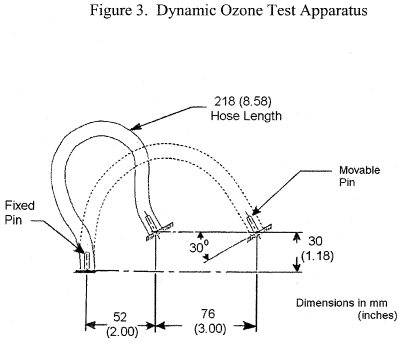 Figure 3.  Dynamic Ozone Test Apparatus
218 (8.58)
Hose Length
Movable
Pin
Fixed
Pin
30°
30
(1.18)
52
(2.00)
76
(3.00)
Dimensions in mm
(inches)